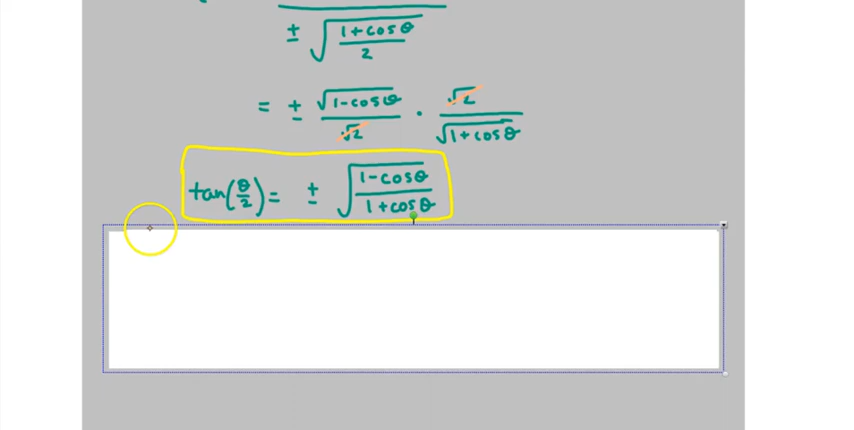 ± √((1+cosθ)/2)
= ± √(1-cosθ)/√2 · √2/√(1+cosθ)
tan(θ/2) = ± √((1-cosθ)/(1+cosθ))